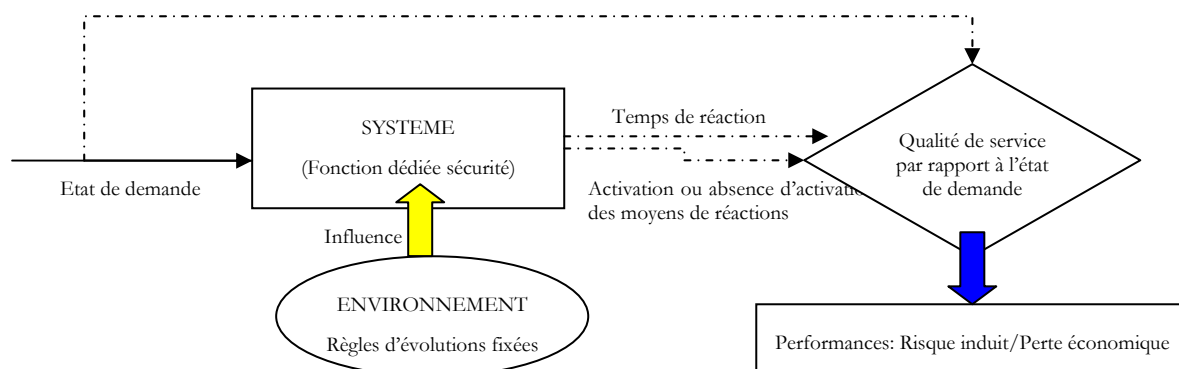 SYSTEME
(Fonction dédiée sécurité)
Etat de demande
Temps de réaction
Activation ou absence d'activat
des moyens de réactions
Qualité de service
par rapport à l'état
de demande
Influence
ENVIRONNEMENT
Règles d'évolutions fixées
Performances: Risque induit/Perte économique